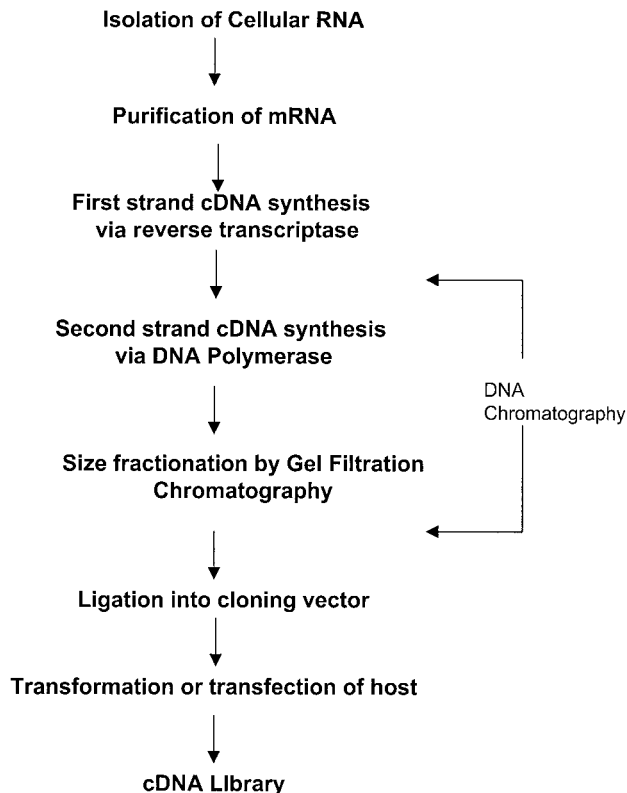 Isolation of Cellular RNA
Purification of mRNA
First strand cDNA synthesis
via reverse transcriptase
Second strand cDNA synthesis
via DNA Polymerase
DNA
Chromatography
Size fractionation by Gel Filtration
Chromatography
Ligation into cloning vector
Transformation or transfection of host
cDNA LIbrary